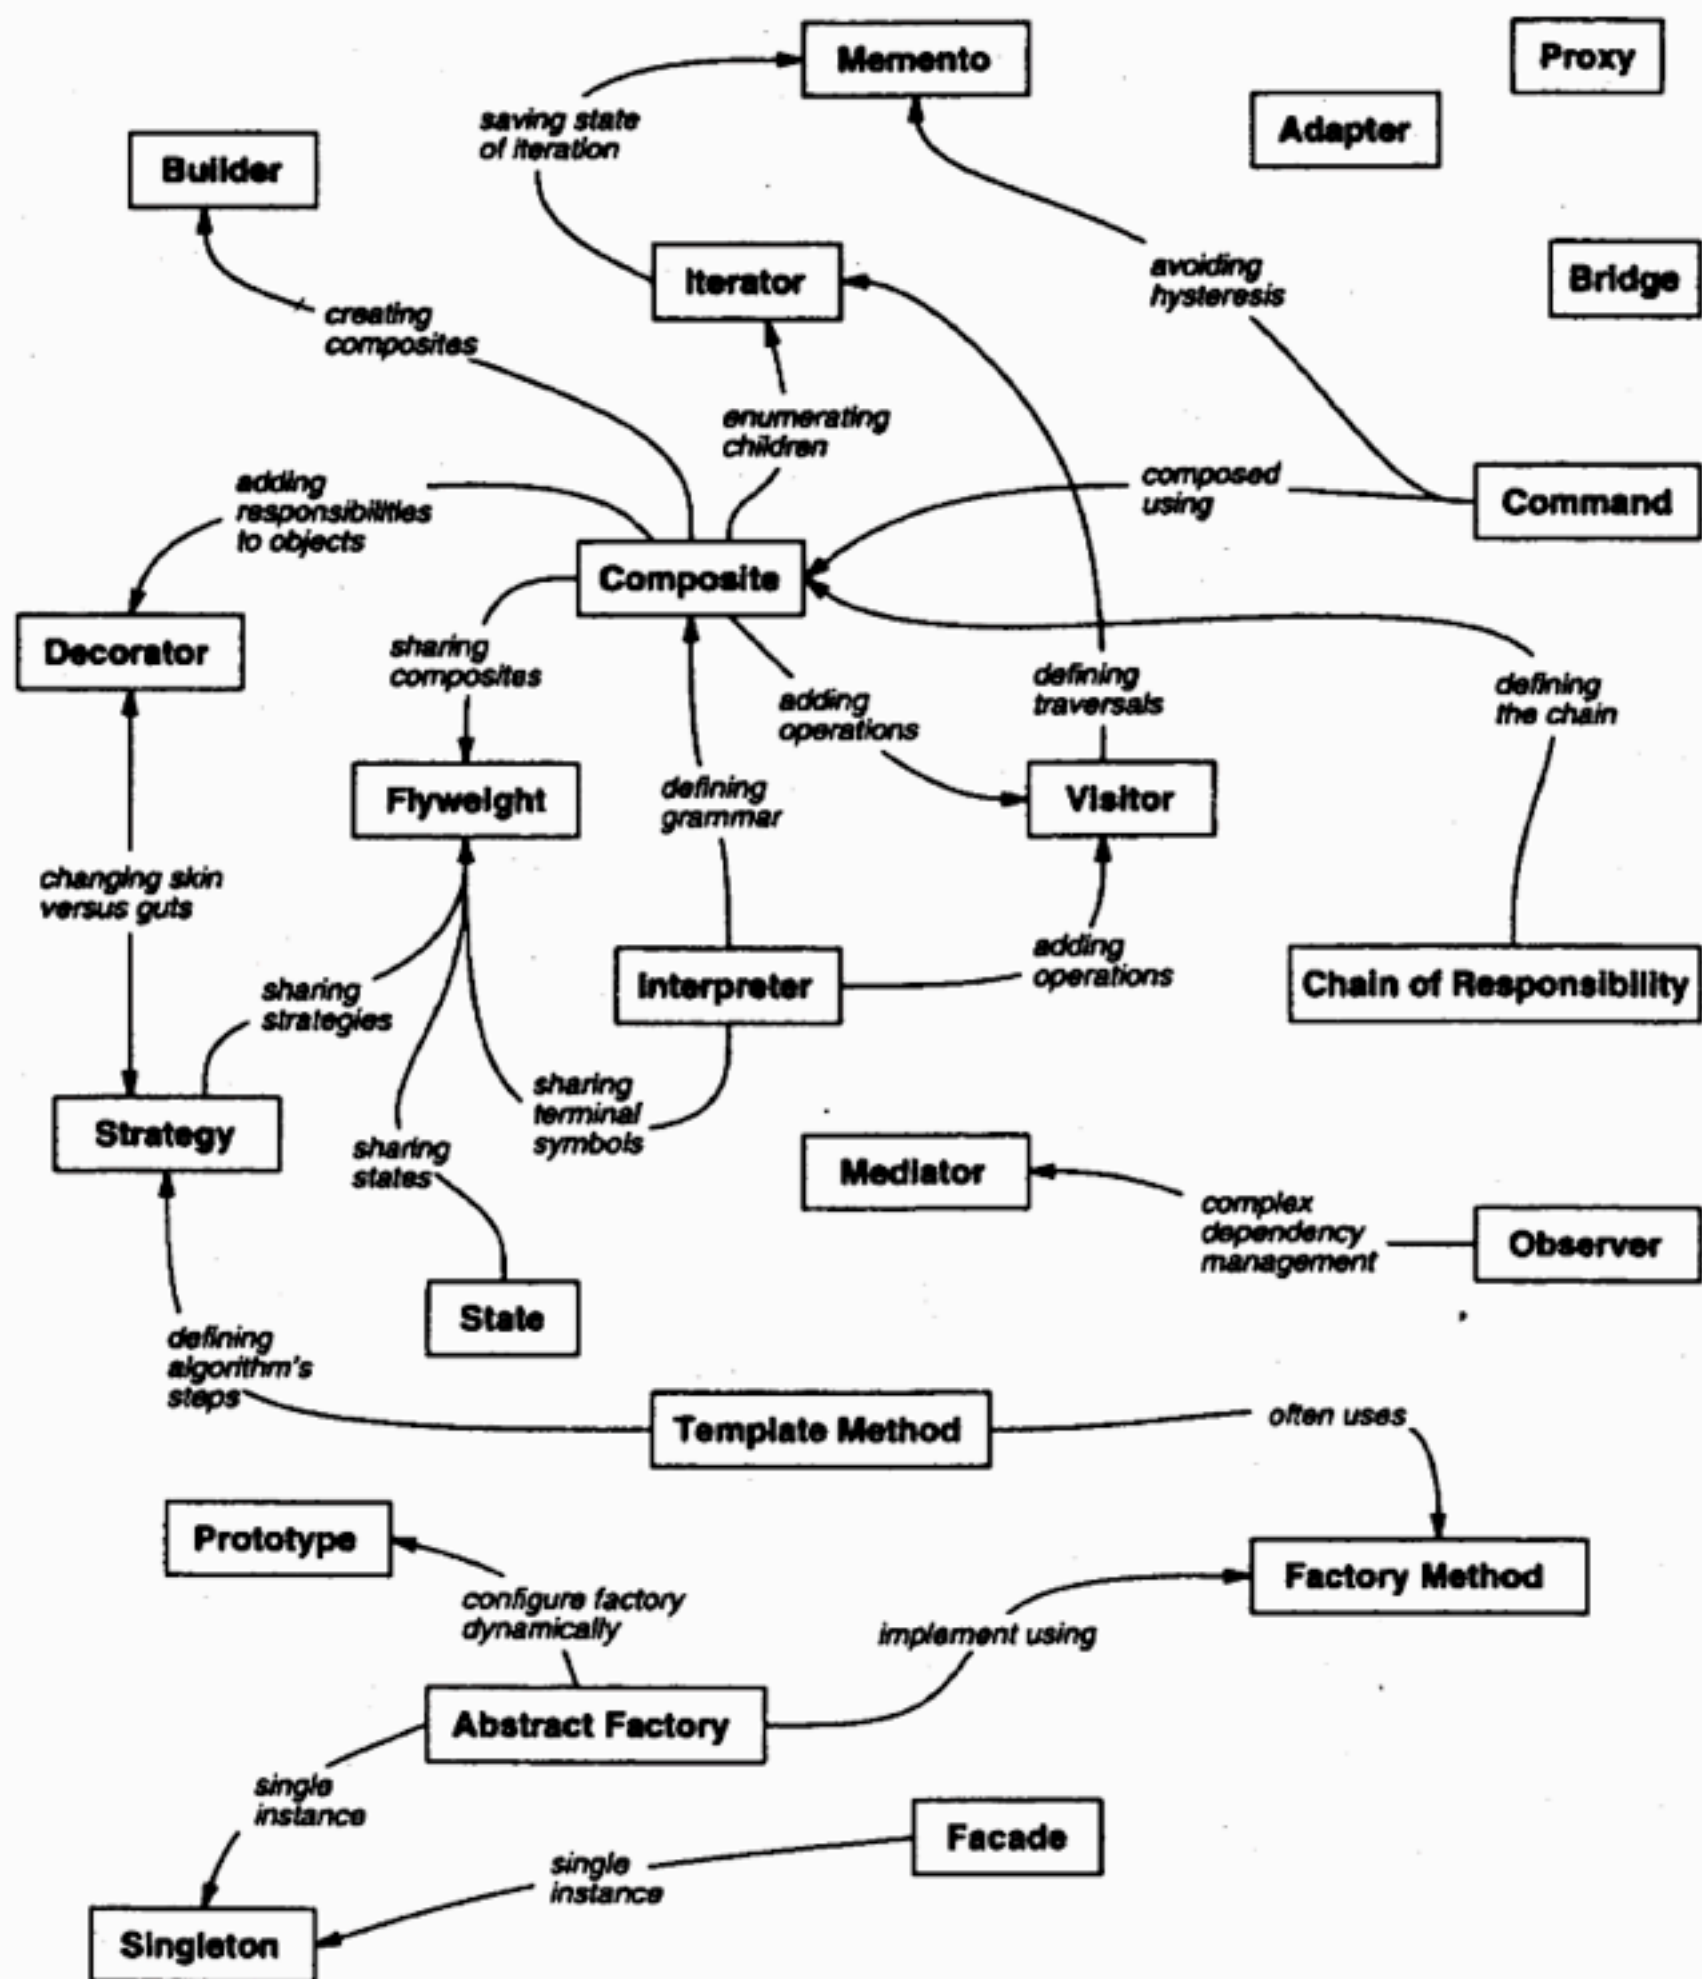 Memento
Proxy
Adapter
saving state
of iteration
Builder
Iterator
avoiding
hysteresis
Bridge
creating
composites
enumerating
children
adding
responsibilities
to objects
composed
using
Command
Composite
Decorator
sharing
composites
adding
operations
defining
traversals
defining
the chain
Flyweight
defining
grammar
Visitor
changing skin
versus guts
sharing
strategies
Interpreter
adding
operations
Chain of Responsibility
sharing
terminal
symbols
Strategy
sharing
states
Mediator
complex
dependency
management
Observer
State
defining
algorithm's
steps
Template Method
often uses
Prototype
Factory Method
configure factory
dynamically
implement using
Abstract Factory
single
instance
Facade
single
instance
Singleton